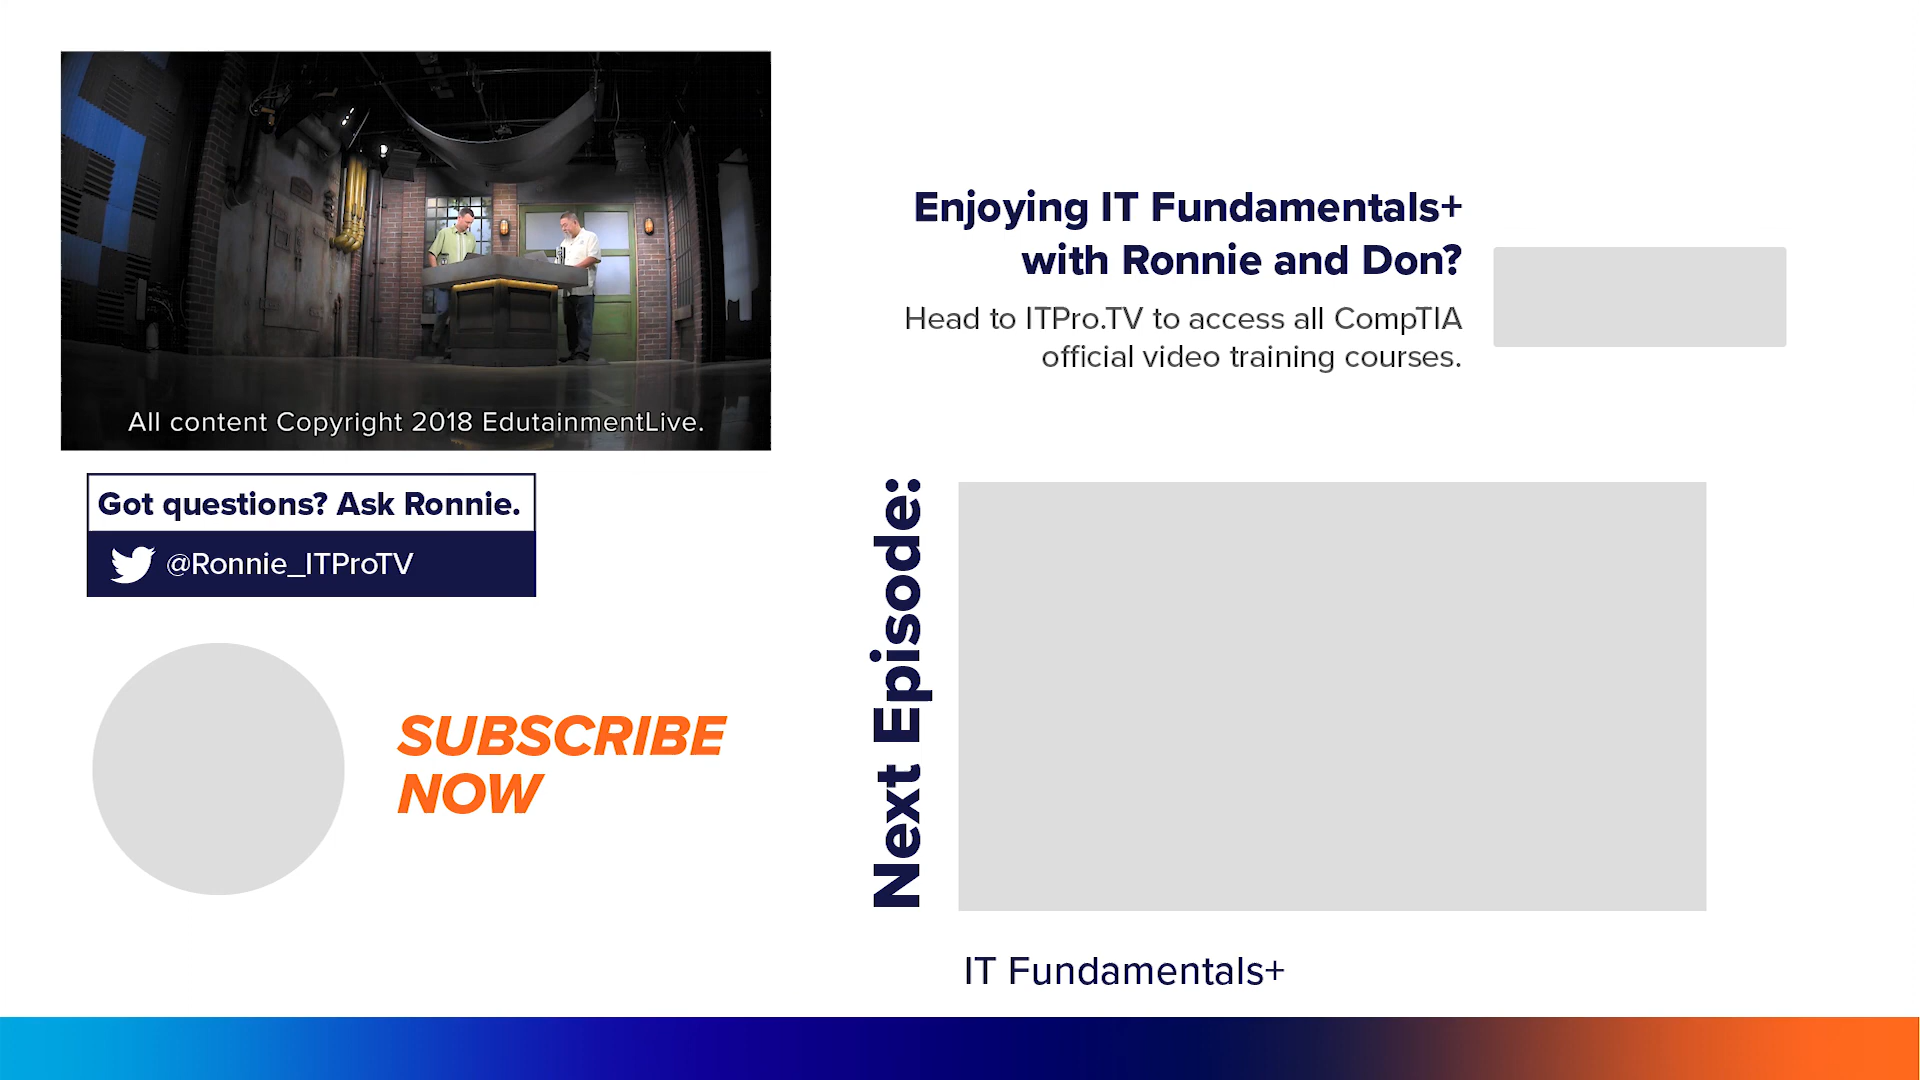 All content Copyright 2018 EdutainmentLive.
Got questions? Ask Ronnie.
@Ronnie_ITProTV
SUBSCRIBE
NOW
Enjoying IT Fundamentals+
with Ronnie and Don?
Head to ITPro.TV to access all CompTIA
official video training courses.
Next Episode:
IT Fundamentals+